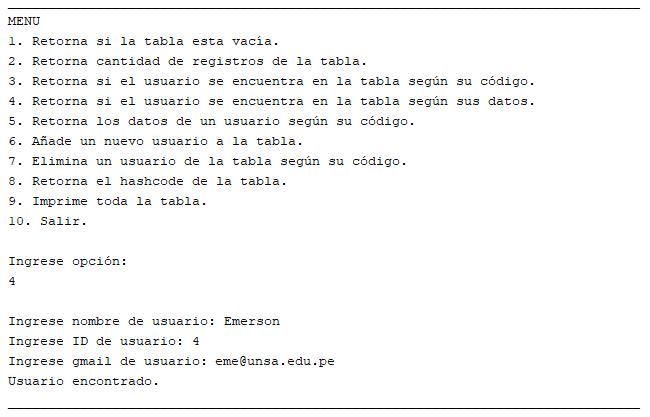 MENU
1. Retorna si la tabla esta vacía.
2. Retorna cantidad de registros de la tabla.
3. Retorna si el usuario se encuentra en la tabla según su código.
4. Retorna si el usuario se encuentra en la tabla según sus datos.
5. Retorna los datos de un usuario según su código.
6. Añade un nuevo usuario a la tabla.
7. Elimina un usuario de la tabla según su código.
8. Retorna el hashcode de la tabla.
9. Imprime toda la tabla.
10. Salir.
Ingrese opción:
4
Ingrese nombre de usuario: Emerson
Ingrese ID de usuario: 4
Ingrese gmail de usuario: eme@unsa.edu.pe
Usuario encontrado.